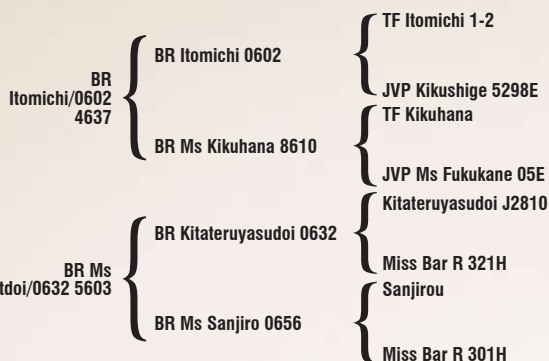 TF Itomichi 1-2
BR Itomichi 0602
BR
Itomichi/0602
4637
JVP Kikushige 5298E
TF Kikuhana
BR Ms Kikuhana 8610
JVP Ms Fukukane 05E
Kitateruyasudoi J2810
BR Kitateruyasudoi 0632
BR Ms
5603
Miss Bar R 321H
Sanjirou
BR Ms Sanjiro 0656
Miss Bar R 301H